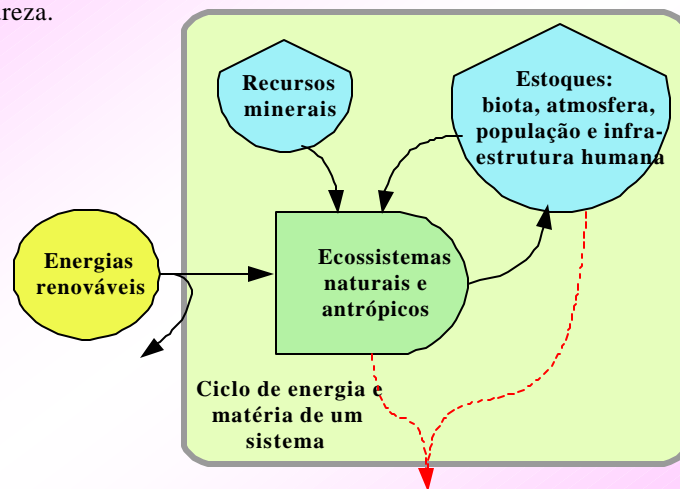 reza.
Recursos
minerais
Estoques:
biota, atmosfera,
população e infra-
estrutura humana
Energias
renováveis
Ecossistemas
naturais e
antrópicos
Ciclo de energia e
matéria de um
sistema